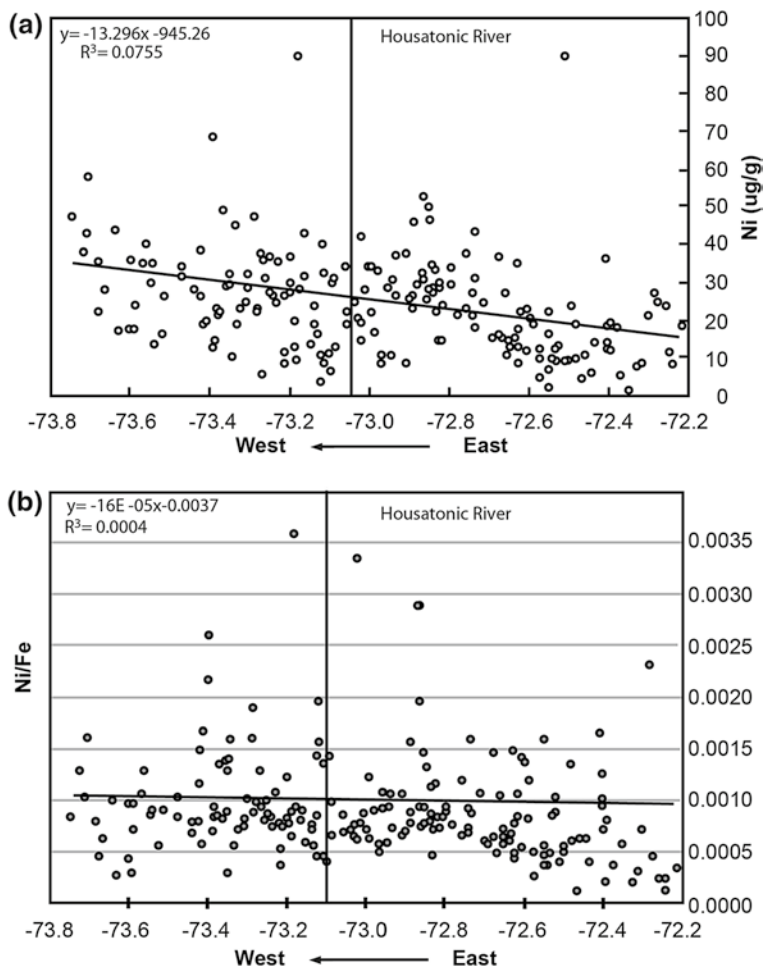 (a)
y= -13.296x -945.26
R³= 0.0755
Housatonic River
100
90
80
70
60
50
40
30
20
10
0
Ni (ug/g)
-73.8 -73.6 -73.4 -73.2 -73.0 -72.8 -72.6 -72.4 -72.2
West East
(b)
y= -16E -05x-0.0037
R³= 0.0004
Housatonic River
Ni/Fe
0.0035
0.0030
0.0025
0.0020
0.0015
0.0010
0.0005
0.0000
-73.8 -73.6 -73.4 -73.2 -73.0 -72.8 -72.6 -72.4 -72.2
West East